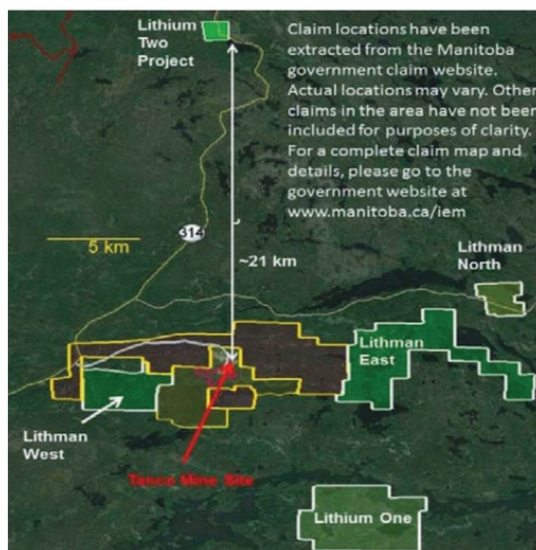 Lithium
Two
Project
Claim locations have been
extracted from the Manitoba
government claim website.
Actual locations may vary. Other
claims in the area have not been
included for purposes of clarity.
For a complete claim map and
details, please go to the
government website at
www.manitoba.ca/iem
314
5 km
~21 km
Lithman
North
Lithman
East
Lithman
West
Tanco Mine Site
Lithium One